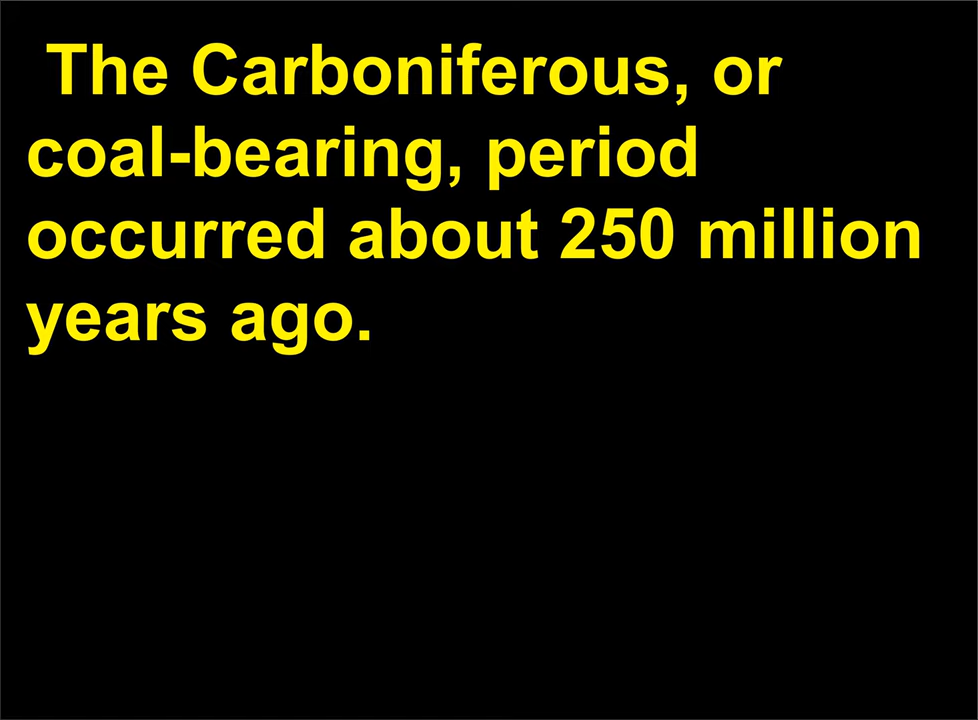 The Carboniferous, or
coal-bearing, period
occurred about 250 million
years ago.